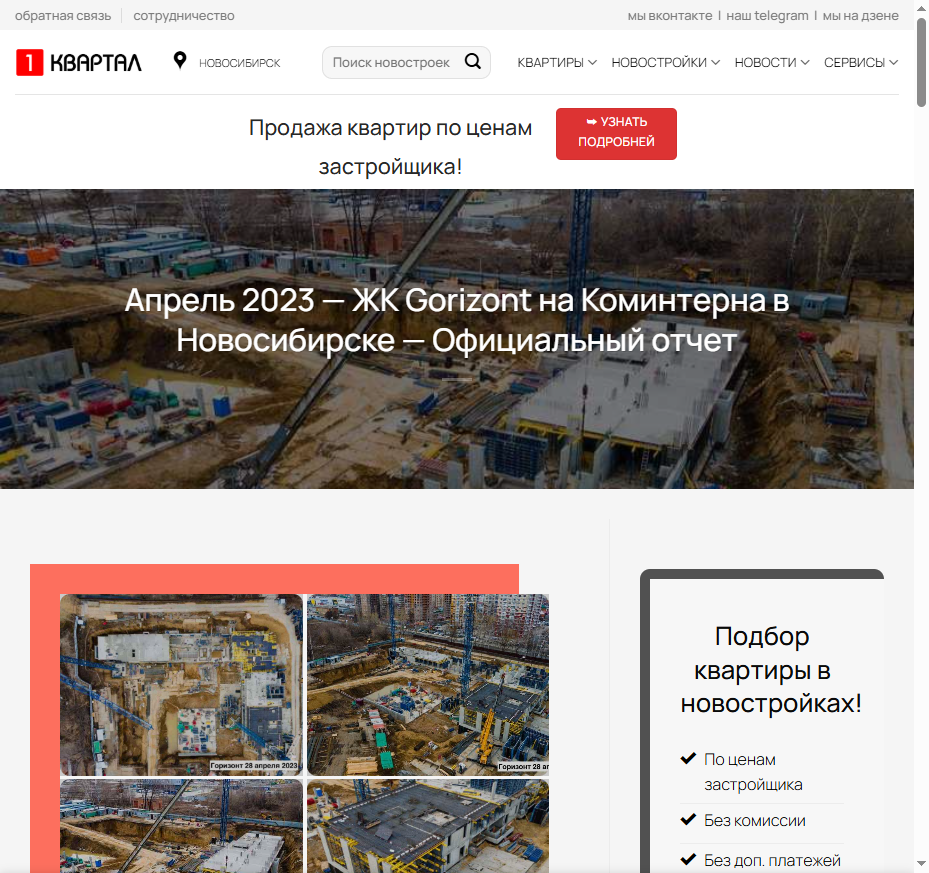 обратная связь
сотрудничество
мы вконтакте | наш telegram | мы на дзене
1 КВАРТАЛ
НОВОСИБИРСК
Поиск новостроек
КВАРТИРЫ
НОВОСТРОЙКИ
НОВОСТИ
СЕРВИСЫ
Продажа квартир по ценам
застройщика!
➥ УЗНАТЬ
ПОДРОБНЕЙ
Апрель 2023 — ЖК Gorizont на Коминтерна в
Новосибирске — Официальный отчет
Горизонт 28 апреля 2023
Горизонт 28 ап
Подбор
квартиры в
новостройках!
По ценам
застройщика
Без комиссии
Без доп. платежей